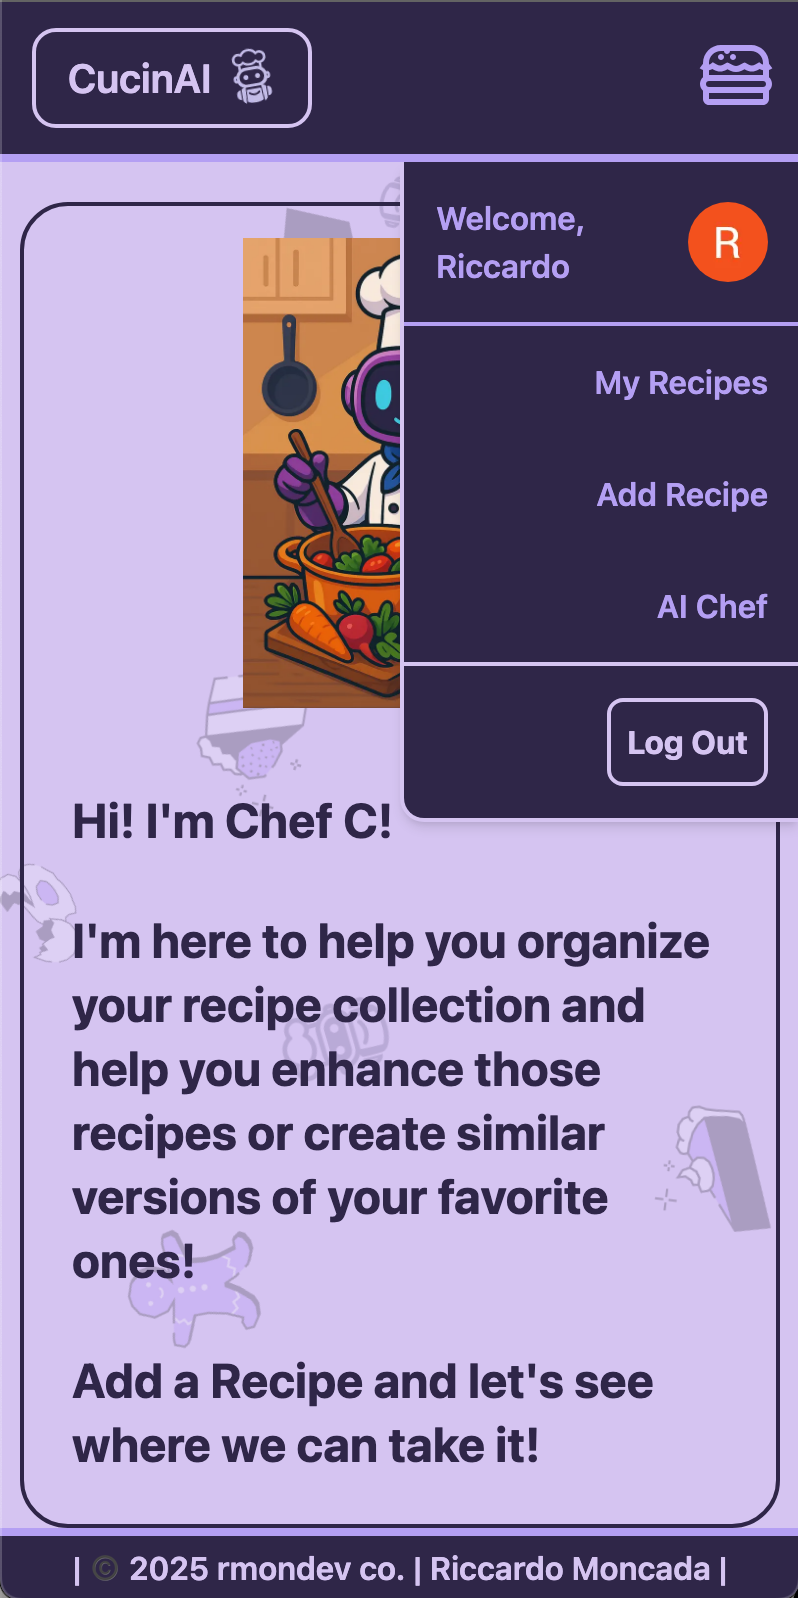 CucinAI
Welcome,
Riccardo
R
My Recipes
Add Recipe
AI Chef
Log Out
Hi! I'm Chef C!
I'm here to help you organize
your recipe collection and
help you enhance those
recipes or create similar
versions of your favorite
ones!
Add a Recipe and let's see
where we can take it!
| © 2025 rmondev co. | Riccardo Moncada |